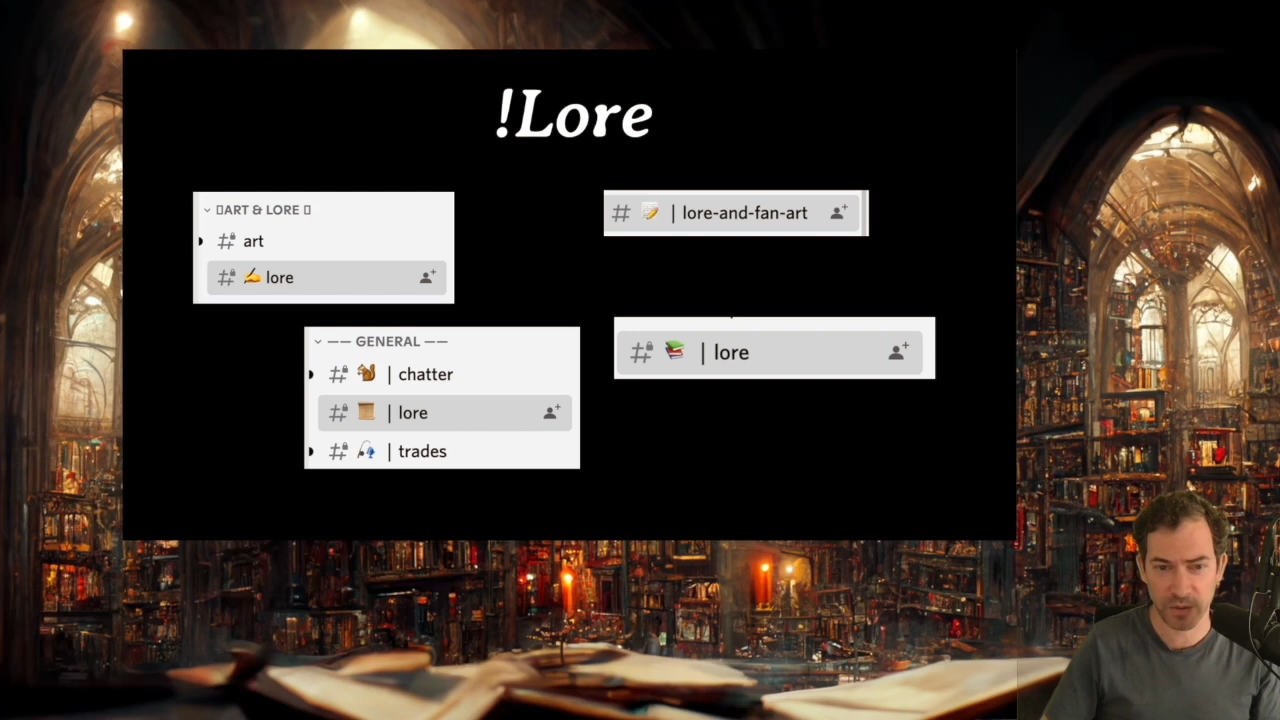 !Lore
ART & LORE
# art
# ✍️ lore
# 📝 | lore-and-fan-art
—— GENERAL ——
# 🐿️ | chatter
# 📜 | lore
# 🎣 | trades
# 📚 | lore